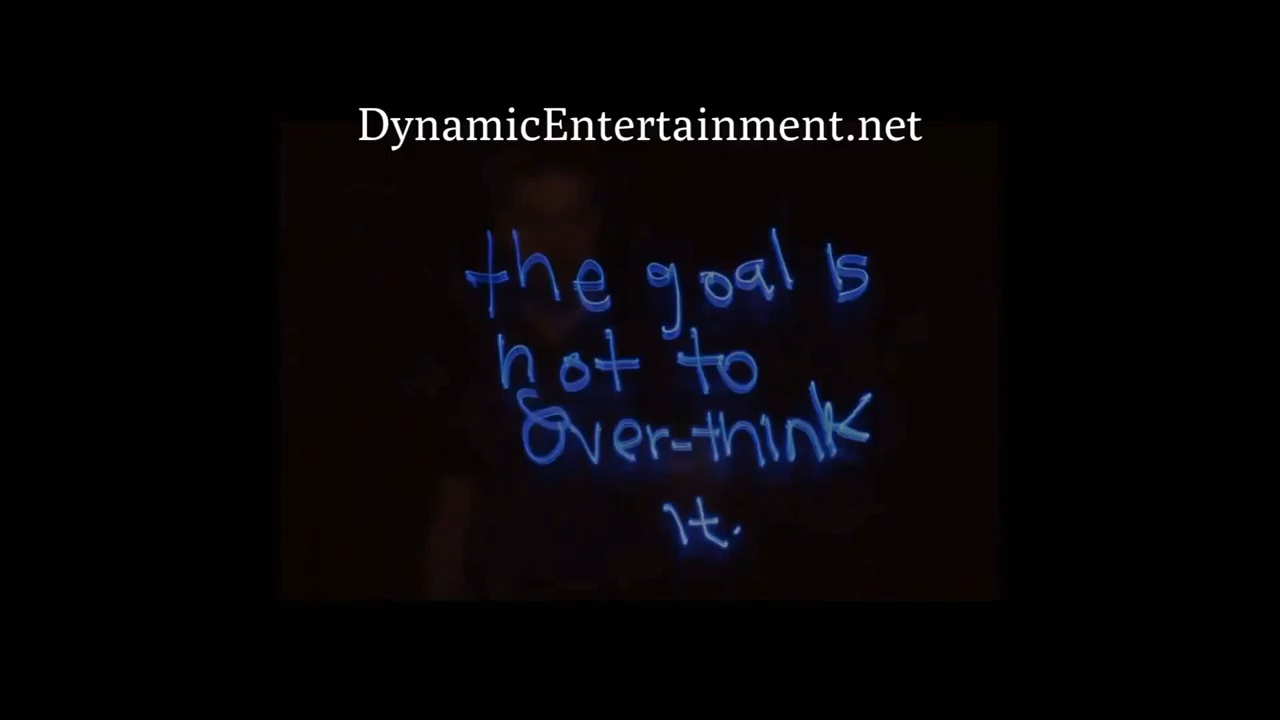 DynamicEntertainment.net
the goal is
not to
over-think
it.